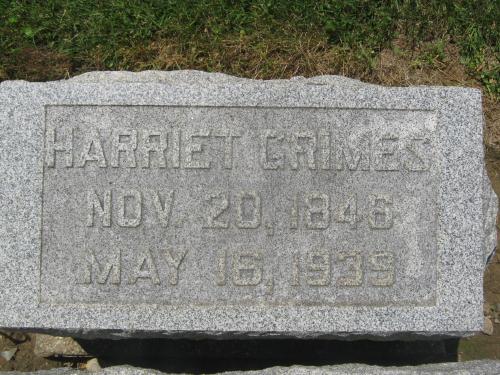 HARRIET GRIMES
NOV. 20, 1846
MAY 16, 1939